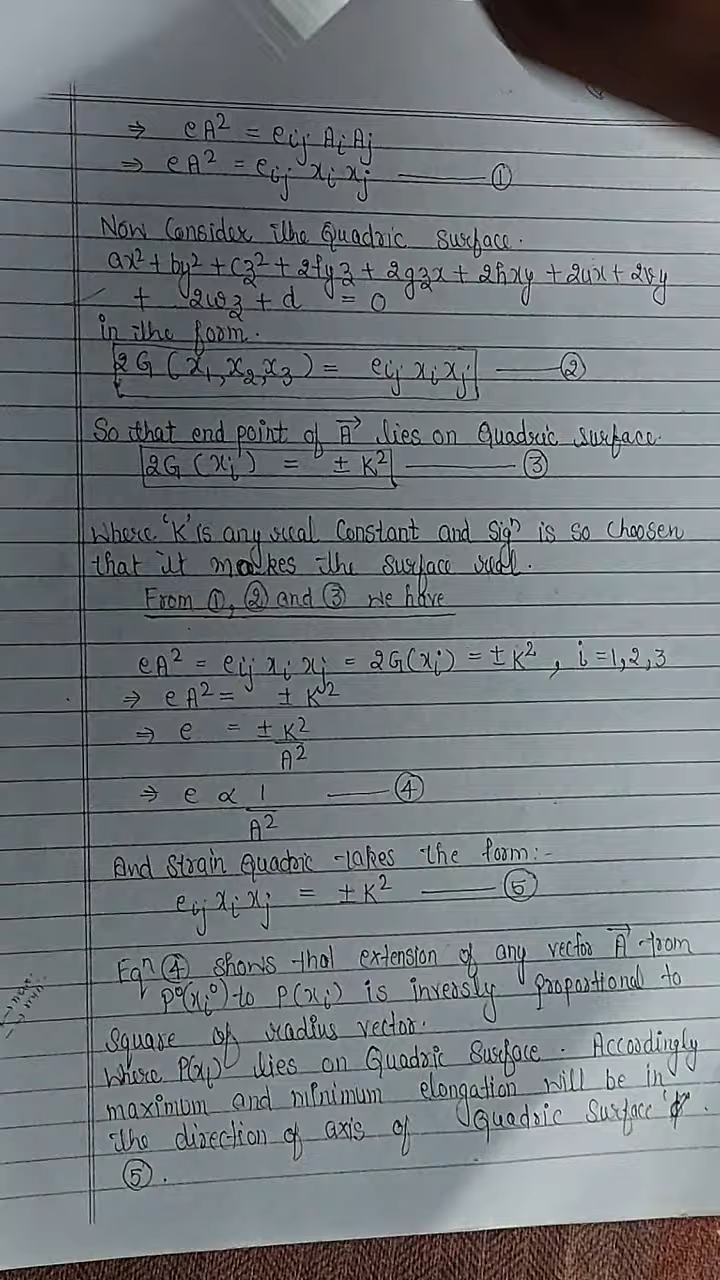 ⇒ eA² = eij Ai Aj
⇒ eA² = eij xi xj ——— ①
Now Consider the Quadric Surface.
ax² + by² + cz² + 2fyz + 2gzx + 2hxy + 2ux + 2vy
+ 2wz + d = 0
in the form.
2G (x₁, x₂, x₃) = eij xi xj ——— ②
So that end point of A⃗ lies on Quadric surface.
2G (xi) = ± K² ——— ③
Where 'K' is any real Constant and Sigⁿ is so choosen
that it makes the surface real.
From ①, ② and ③ we have
eA² = eij xi xj = 2G(xi) = ± K² , i = 1, 2, 3
⇒ eA² = ± K²
⇒ e = ± K²/A²
⇒ e ∝ 1/A² ——— ④
And Strain Quadric takes the form:-
eij xi xj = ± K² ——— ⑤
Eqⁿ ④ shows that extension of any vector A⃗ from
P⁰(xi⁰) to P(xi) is inversly proportional to
Square of radius vector.
Where P(xi) lies on Quadric Surface. Accordingly
maximum and minimum elongation will be in
the direction of axis of Quadric Surface
⑤.